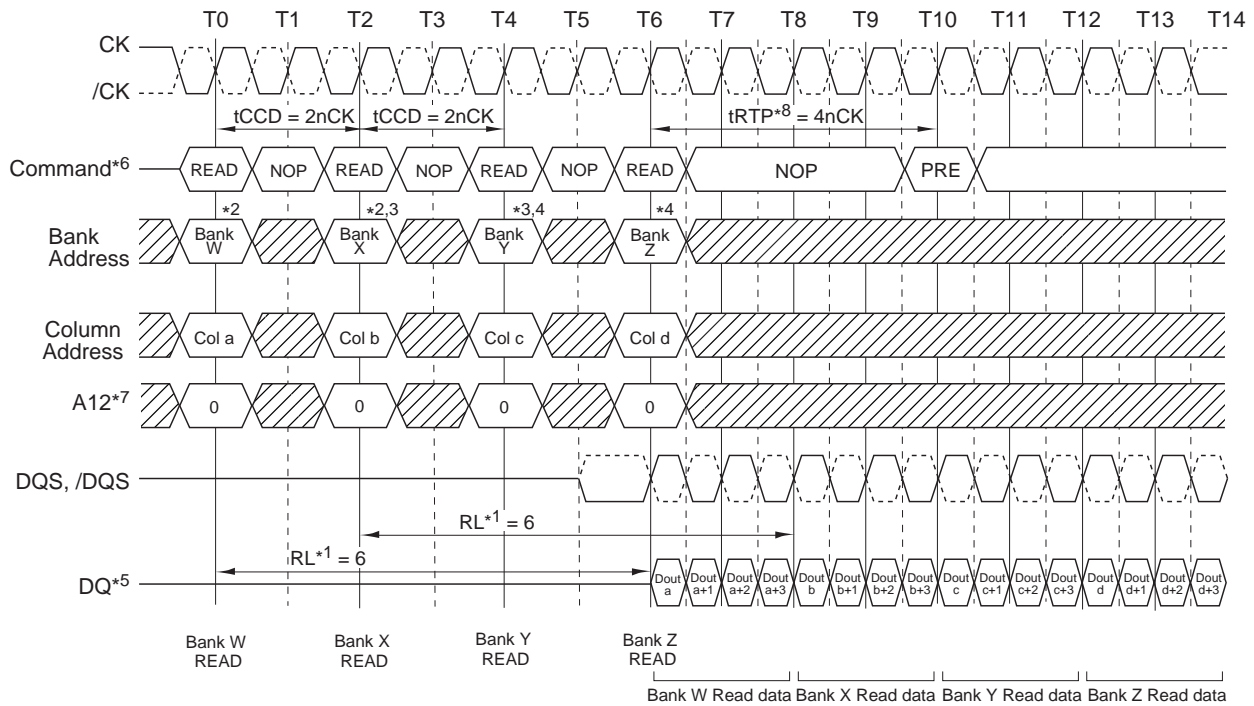 T0 T1 T2 T3 T4 T5 T6 T7 T8 T9 T10 T11 T12 T13 T14
CK
/CK
tCCD = 2nCK tCCD = 2nCK tRTP*8 = 4nCK
Command*6 READ NOP READ NOP READ NOP READ NOP PRE
*2 *2,3 *3,4 *4
Bank Address
Bank W Bank X Bank Y Bank Z
Column Address
Col a Col b Col c Col d
A12*7 0 0 0 0
DQS, /DQS
RL*1 = 6
RL*1 = 6
DQ*5
Dout a Dout a+1 Dout a+2 Dout a+3 Dout b Dout b+1 Dout b+2 Dout b+3 Dout c Dout c+1 Dout c+2 Dout c+3 Dout d Dout d+1 Dout d+2 Dout d+3
Bank W READ Bank X READ Bank Y READ Bank Z READ
Bank W Read data Bank X Read data Bank Y Read data Bank Z Read data